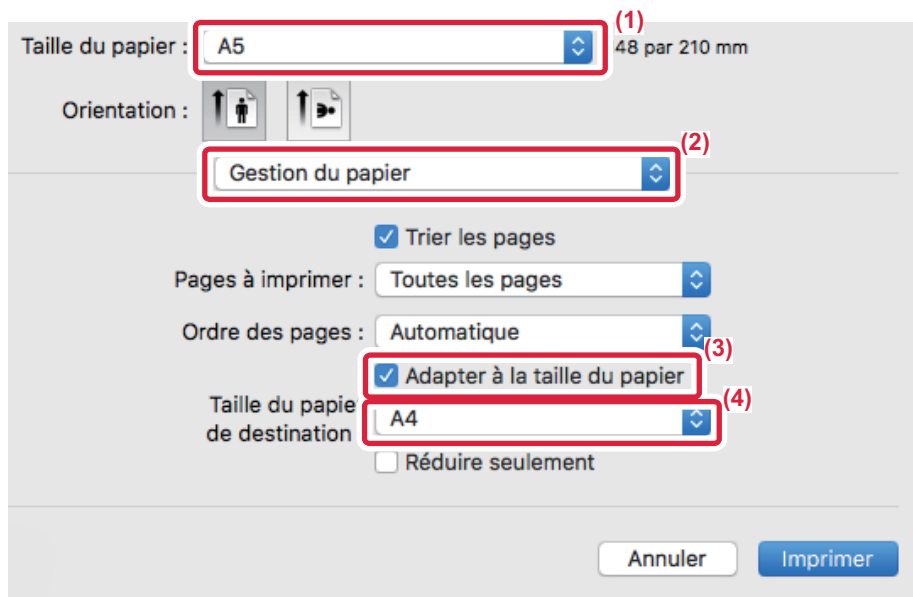 (1)
Taille du papier : A5 48 par 210 mm
Orientation :
(2)
Gestion du papier
Trier les pages
Pages à imprimer : Toutes les pages
Ordre des pages : Automatique
(3)
Adapter à la taille du papier
(4)
Taille du papie
de destination
A4
Réduire seulement
Annuler Imprimer